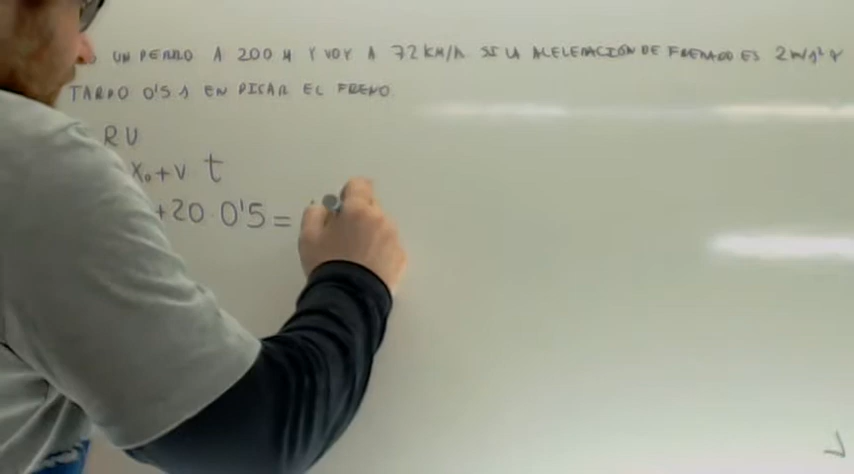 UN PERRO A 200 M Y VOY A 72 KM/H. SI LA ACELERACIÓN DE FRENADO ES 2 m/s² Y
TARDO 0'5 s EN PISAR EL FRENO.
RU
x₀+v t
+20·0'5=